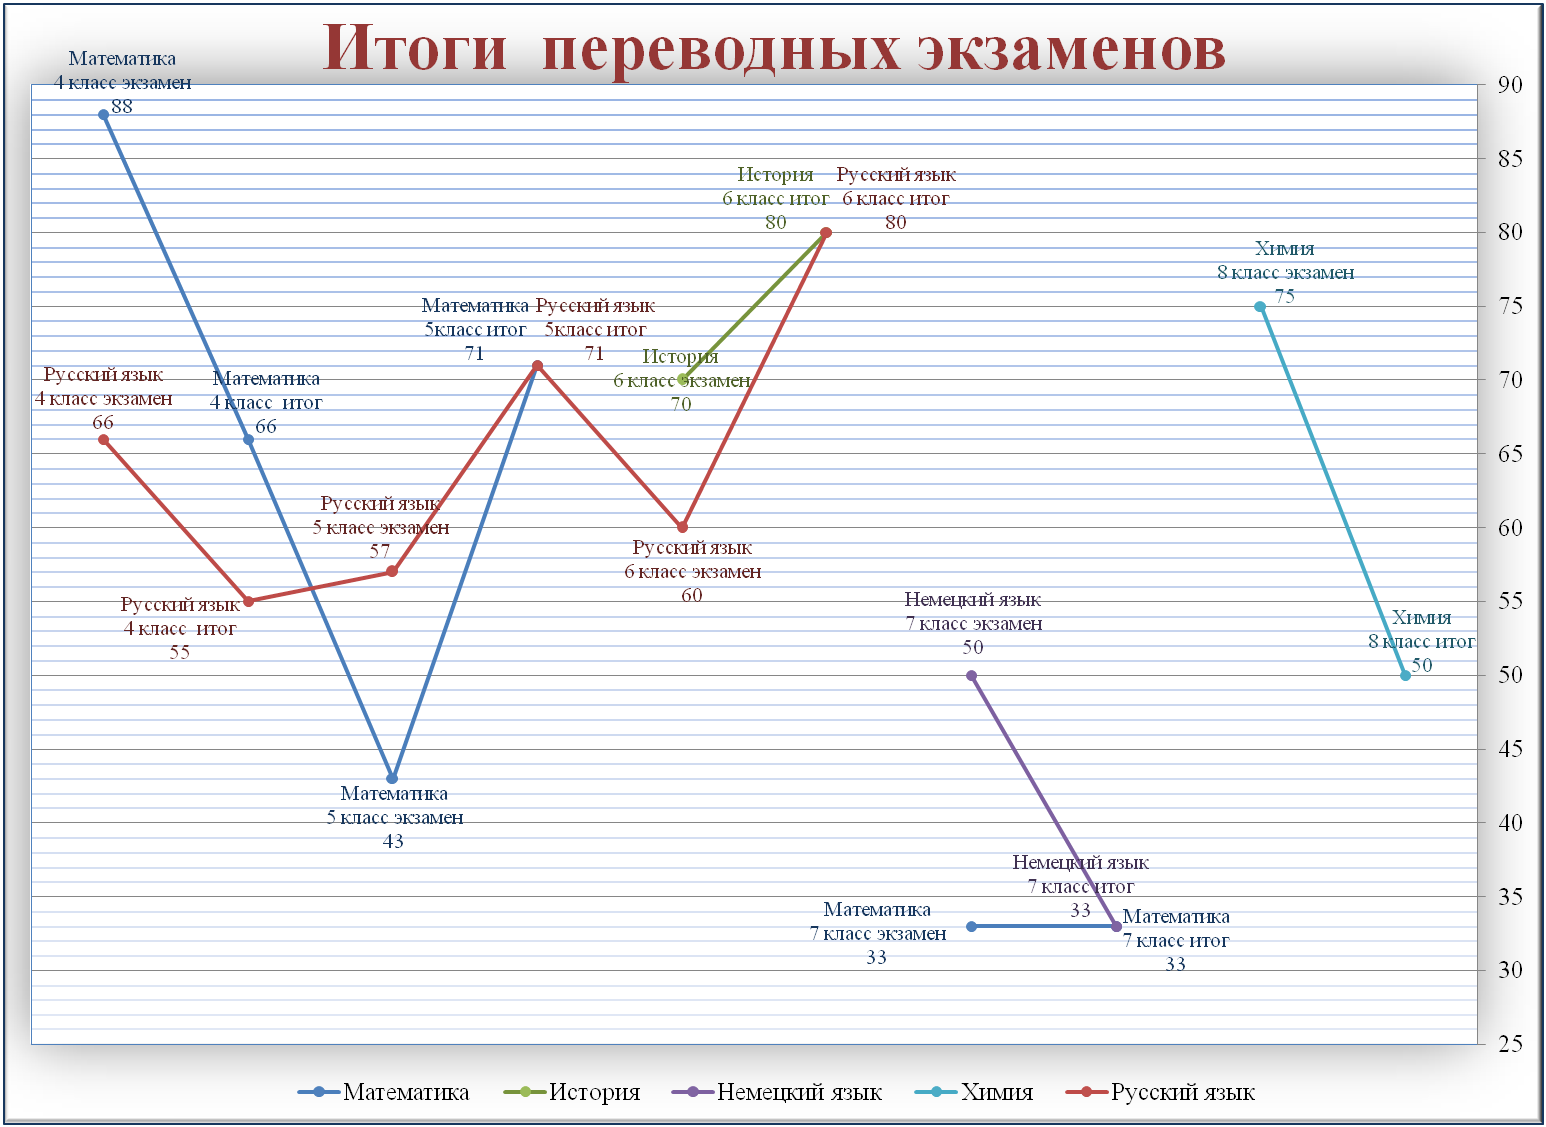 Итоги  переводных экзаменов
Математика
4 класс экзамен
88
90
85
История
6 класс итог
80
Русский язык
6 класс итог
80
80
Химия
8 класс экзамен
75
75
Математика
5класс итог
71
Русский язык
5класс итог
71
История
6 класс экзамен
70
70
Русский язык
4 класс экзамен
66
Математика
4 класс  итог
66
65
Русский язык
5 класс экзамен
57
60
Русский язык
6 класс экзамен
60
Русский язык
4 класс  итог
55
55
Немецкий язык
7 класс экзамен
50
Химия
8 класс итог
50
50
45
Математика
5 класс экзамен
43
40
Немецкий язык
7 класс итог
33
35
Математика
7 класс экзамен
33
Математика
7 класс итог
33
30
25
Математика
История
Немецкий язык
Химия
Русский язык